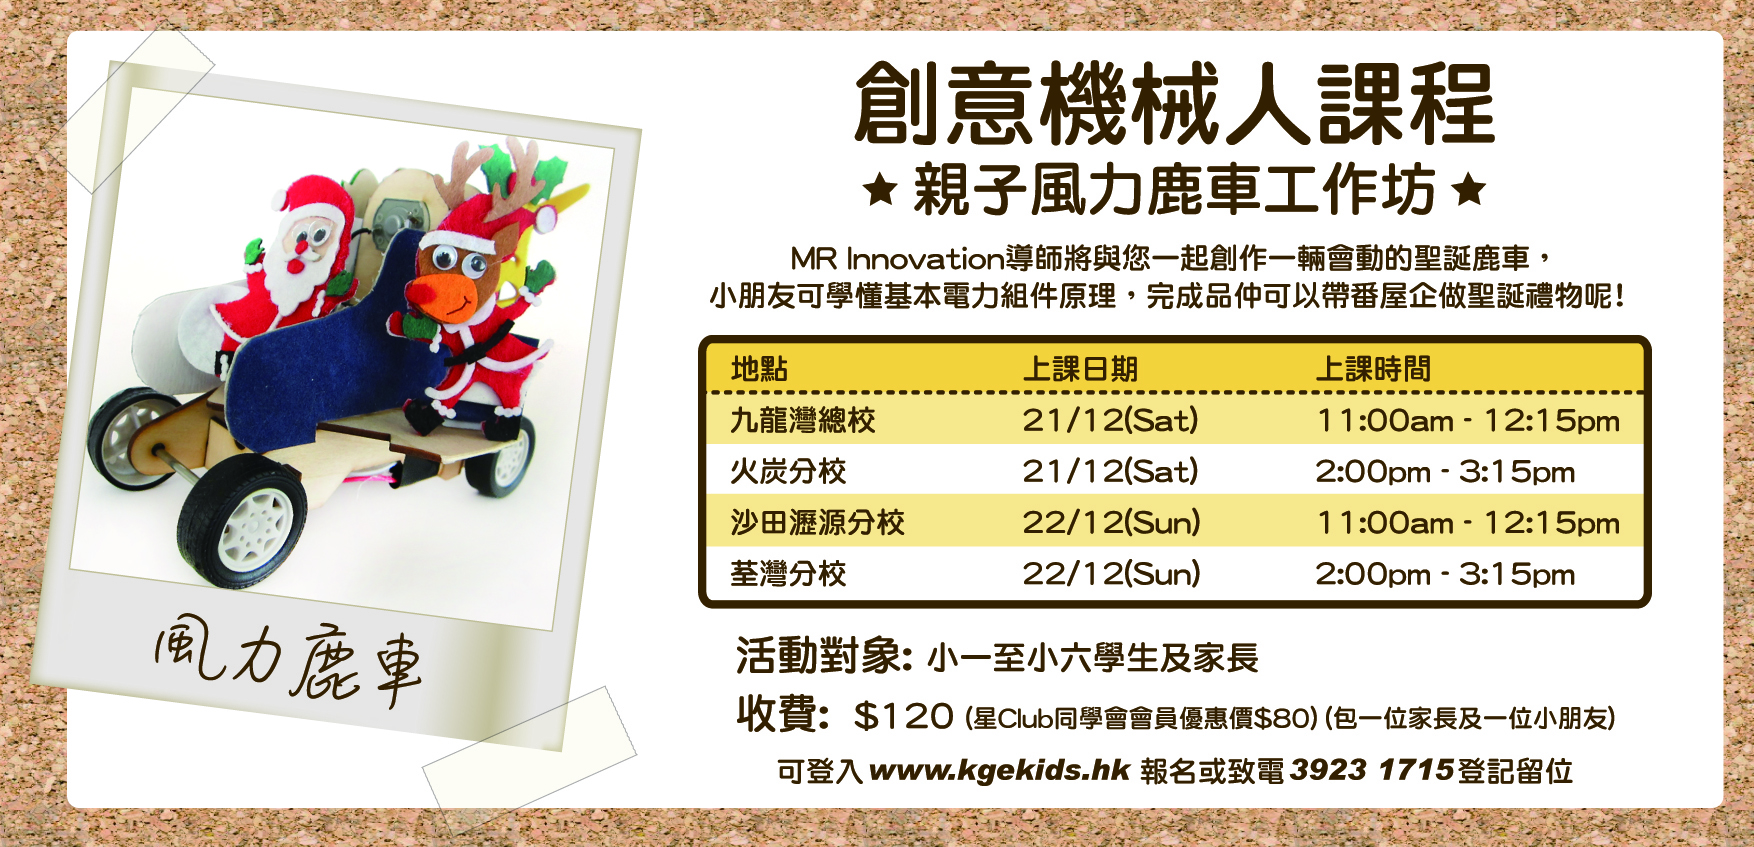 創意機械人課程
★ 親子風力鹿車工作坊 ★
MR Innovation導師將與您一起創作一輛會動的聖誕鹿車，
小朋友可學懂基本電力組件原理，完成品仲可以帶番屋企做聖誕禮物呢！
地點 上課日期 上課時間
九龍灣總校 21/12(Sat) 11:00am - 12:15pm
火炭分校 21/12(Sat) 2:00pm - 3:15pm
沙田瀝源分校 22/12(Sun) 11:00am - 12:15pm
荃灣分校 22/12(Sun) 2:00pm - 3:15pm
活動對象: 小一至小六學生及家長
收費: $120 (星Club同學會會員優惠價$80) (包一位家長及一位小朋友)
可登入 www.kgekids.hk 報名或致電 3923 1715 登記留位
風力鹿車